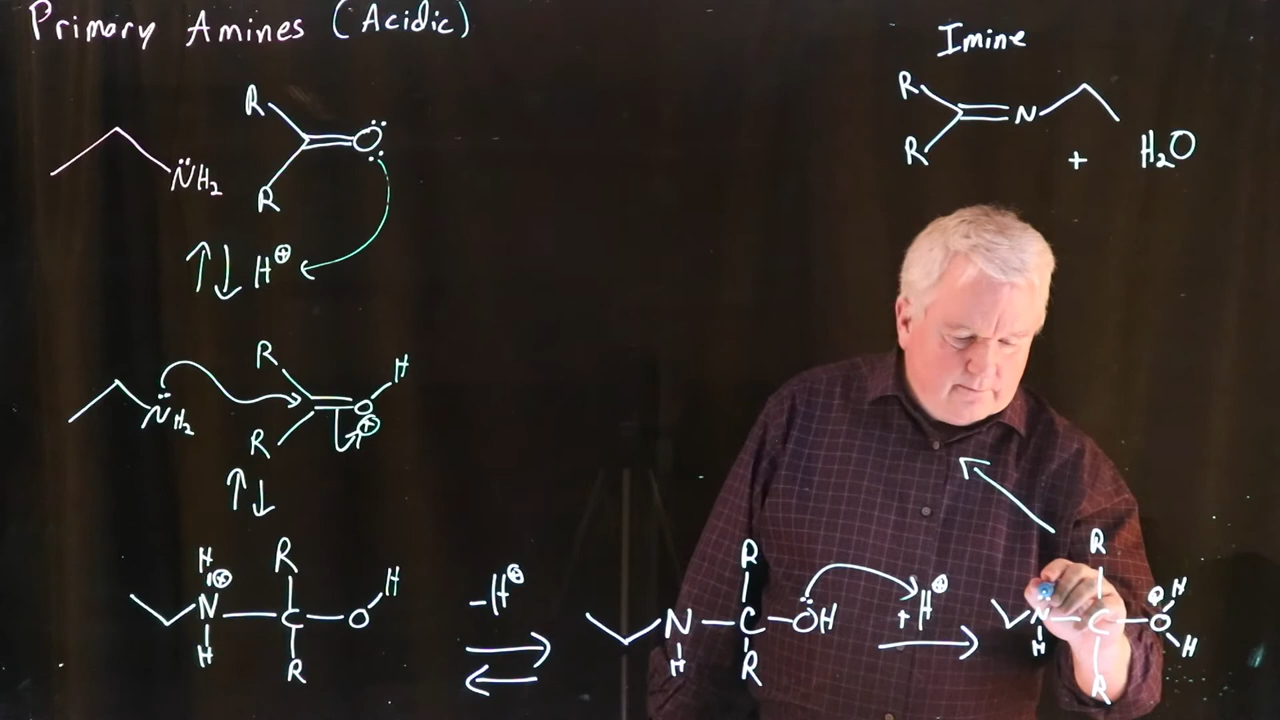 Primary Amines (Acidic)
Imine
R
R
N
+ H₂O
R
R
O
NH₂
H⊕
R
R
O
H
⊕
NH₂
H
N⊕
H
C
R
R
O
H
-H⊕
N
H
C
R
R
OH
+H⊕
N
H
C
R
R
O⊕
H
H